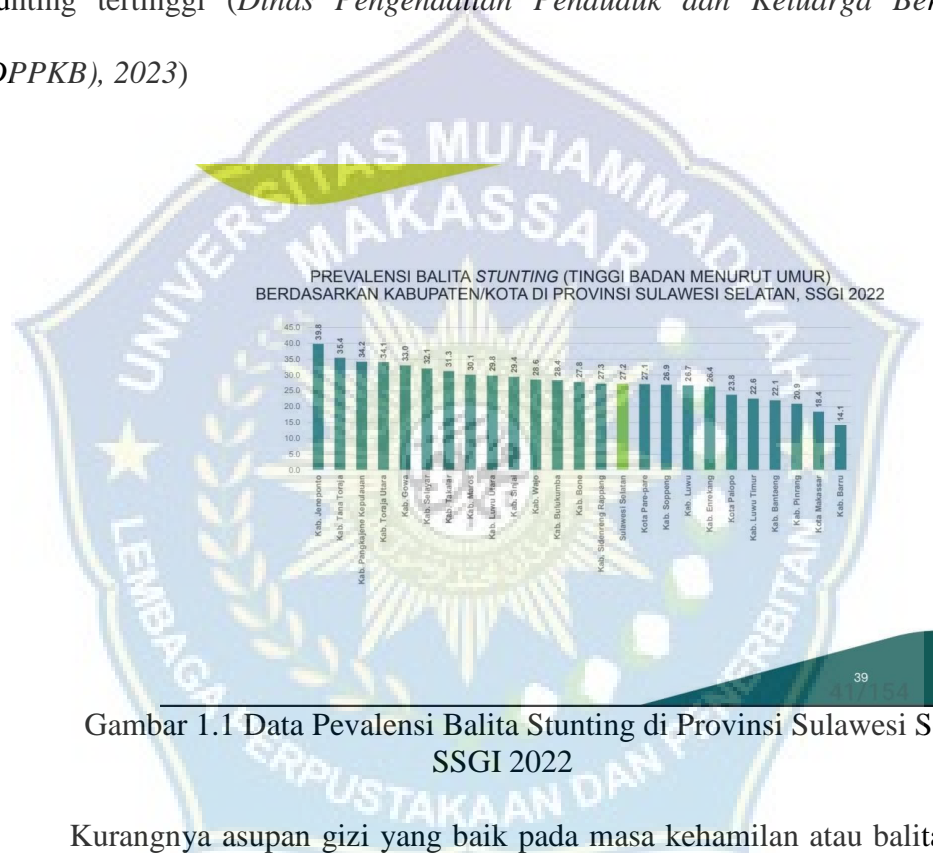 unting tertinggi (Dinas Pengendalian Penduduk dan Keluarga Ber
DPPKB), 2023)
UNIVERSITAS MUHAMMADIYAH
MAKASSAR
LEMBAGA PERPUSTAKAAN DAN PENERBITAN
PREVALENSI BALITA STUNTING (TINGGI BADAN MENURUT UMUR)
BERDASARKAN KABUPATEN/KOTA DI PROVINSI SULAWESI SELATAN, SSGI 2022
45.0
40.0
35.0
30.0
25.0
20.0
15.0
10.0
5.0
0.0
39.8
35.4
34.2
34.1
33.0
32.1
31.3
30.1
29.8
29.4
28.6
28.4
27.8
27.3
27.2
27.1
26.9
26.7
26.4
23.8
22.6
22.1
20.9
18.4
14.1
Kab. Jeneponto
Kab. Tana Toraja
Kab. Pangkajene Kepulauan
Kab. Toraja Utara
Kab. Gowa
Kab. Selayar
Kab. Takalar
Kab. Maros
Kab. Luwu Utara
Kab. Sinjai
Kab. Wajo
Kab. Bulukumba
Kab. Bone
Kab. Sidenreng Rappang
Sulawesi Selatan
Kota Pare-pare
Kab. Soppeng
Kab. Luwu
Kab. Enrekang
Kota Palopo
Kab. Luwu Timur
Kab. Bantaeng
Kab. Pinrang
Kota Makassar
Kab. Barru
39
41/154
Gambar 1.1 Data Pevalensi Balita Stunting di Provinsi Sulawesi S
SSGI 2022
Kurangnya asupan gizi yang baik pada masa kehamilan atau balita